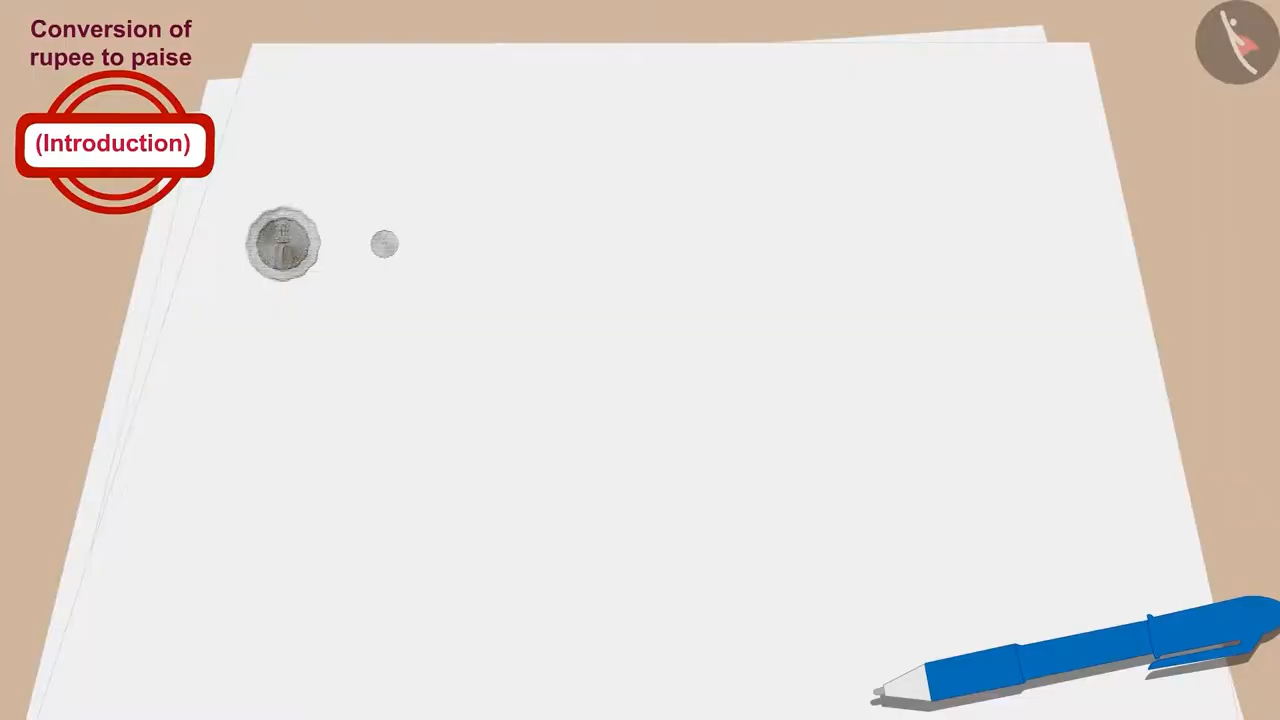 Conversion of
rupee to paise
(Introduction)